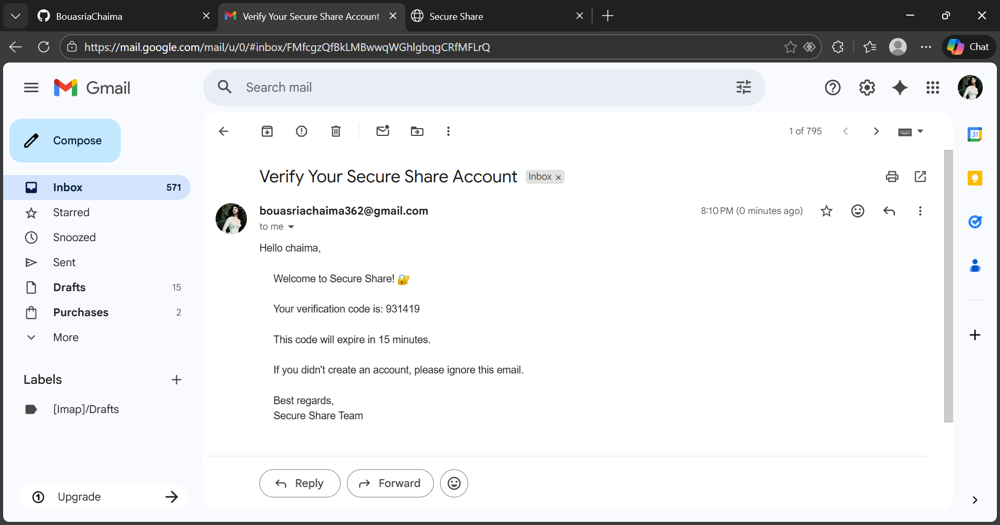 BouasriaChaima
Verify Your Secure Share Account -
Secure Share
https://mail.google.com/mail/u/0/#inbox/FMfcgzQfBkLMBwwqWGhlgbqgCRfMFLrQ
Chat
Gmail
Search mail
Compose
1 of 795
31
Inbox 571
Starred
Snoozed
Sent
Drafts 15
Purchases 2
More
Labels
[Imap]/Drafts
Upgrade
Verify Your Secure Share Account
Inbox
bouasriachaima362@gmail.com
8:10 PM (0 minutes ago)
to me
Hello chaima,
Welcome to Secure Share! 🔐
Your verification code is: 931419
This code will expire in 15 minutes.
If you didn't create an account, please ignore this email.
Best regards,
Secure Share Team
Reply
Forward